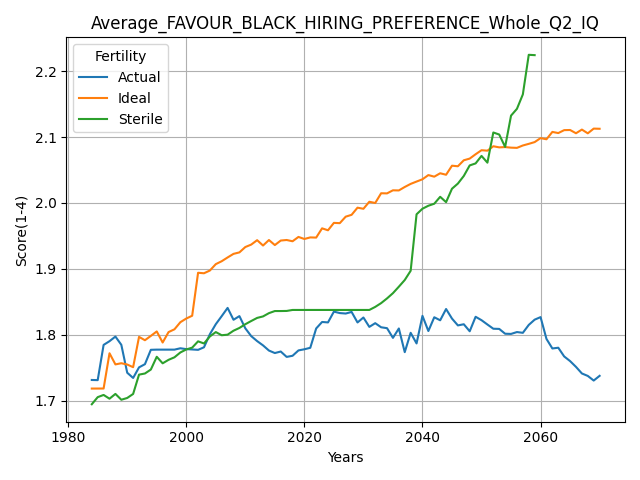 Average_FAVOUR_BLACK_HIRING_PREFERENCE_Whole_Q2_IQ
Fertility
Actual
Ideal
Sterile
Score(1-4)
2.2
2.1
2.0
1.9
1.8
1.7
1980
2000
2020
2040
2060
Years